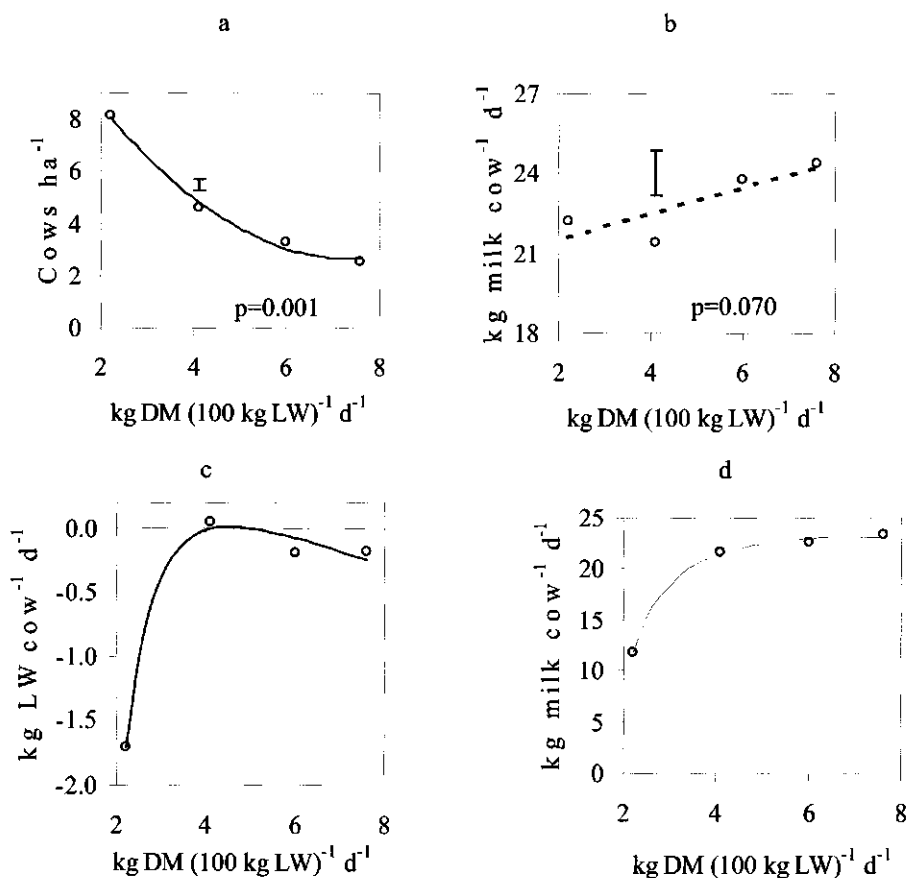 a
Cows ha⁻¹
8
6
4
2
0
p=0.001
2 4 6 8
kg DM (100 kg LW)⁻¹ d⁻¹
b
kg milk cow⁻¹ d⁻¹
27
24
21
18
p=0.070
2 4 6 8
kg DM (100 kg LW)⁻¹ d⁻¹
c
kg LW cow⁻¹ d⁻¹
0.0
-0.5
-1.0
-1.5
-2.0
2 4 6 8
kg DM (100 kg LW)⁻¹ d⁻¹
d
kg milk cow⁻¹ d⁻¹
25
20
15
10
5
0
2 4 6 8
kg DM (100 kg LW)⁻¹ d⁻¹